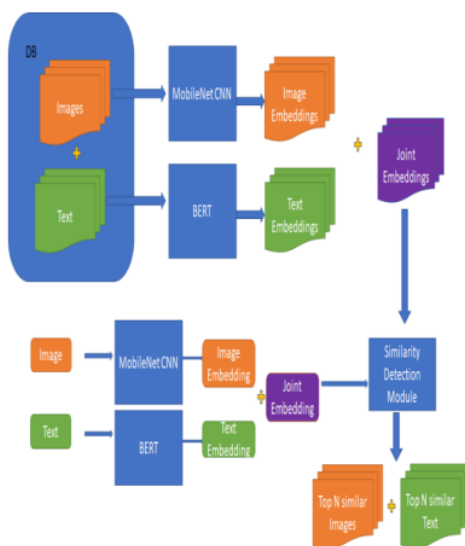 DB
Images
MobileNet CNN
Image
Embeddings
Text
BERT
Text
Embeddings
Joint
Embeddings
Image
MobileNet CNN
Image
Embedding
Text
BERT
Text
Embedding
Joint
Embedding
Similarity
Detection
Module
Top N similar
Images
Top N similar
Text